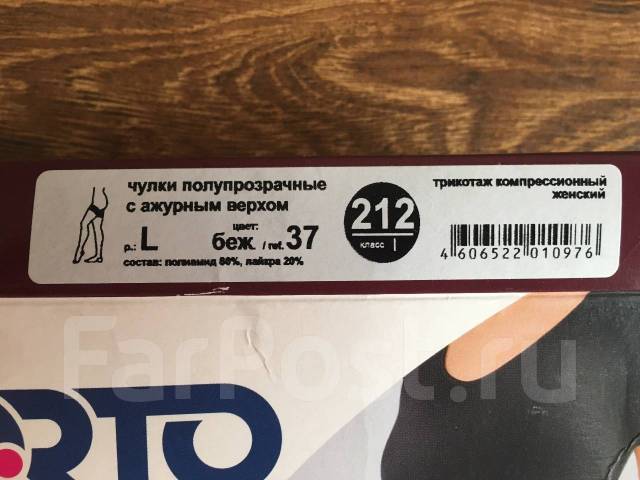 чулки полупрозрачные
с ажурным верхом
р.: L цвет: беж / ref. 37
состав: полиамид 80%, лайкра 20%
212
класс I
трикотаж компрессионный
женский
4 606522 010976
FarPost.ru
RTO